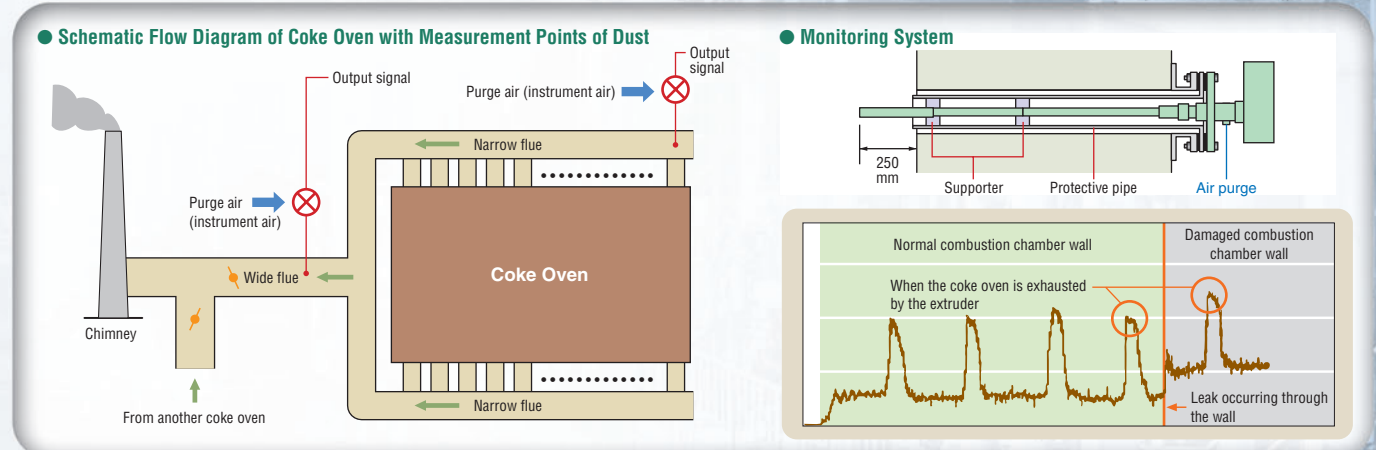 ● Schematic Flow Diagram of Coke Oven with Measurement Points of Dust
Output signal
Output
signal
Purge air (instrument air)
Narrow flue
Purge air
(instrument air)
Wide flue
Coke Oven
Chimney
Narrow flue
From another coke oven
● Monitoring System
250
mm
Supporter
Protective pipe
Air purge
Normal combustion chamber wall
Damaged combustion
chamber wall
When the coke oven is exhausted
by the extruder
Leak occurring through
the wall